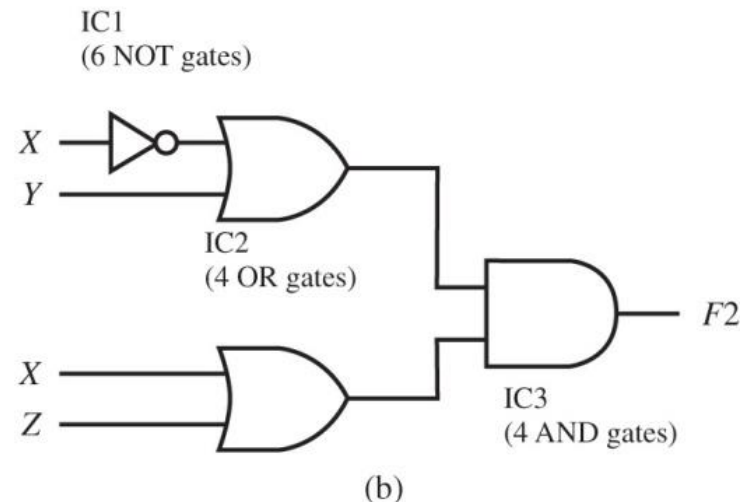 IC1
(6 NOT gates)
X
Y
IC2
(4 OR gates)
F2
X
Z
IC3
(4 AND gates)
(b)